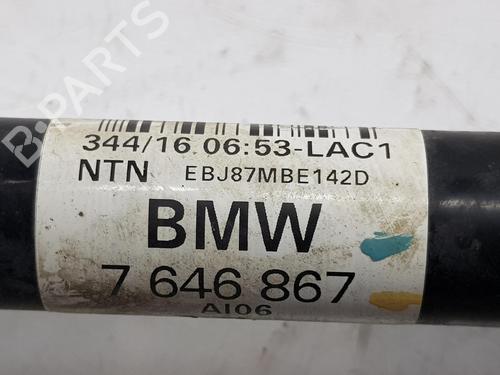 B-PARTS
344/16 06:53-LAC1
NTN EBJ87MBE142D
BMW
7 646 867
AI06